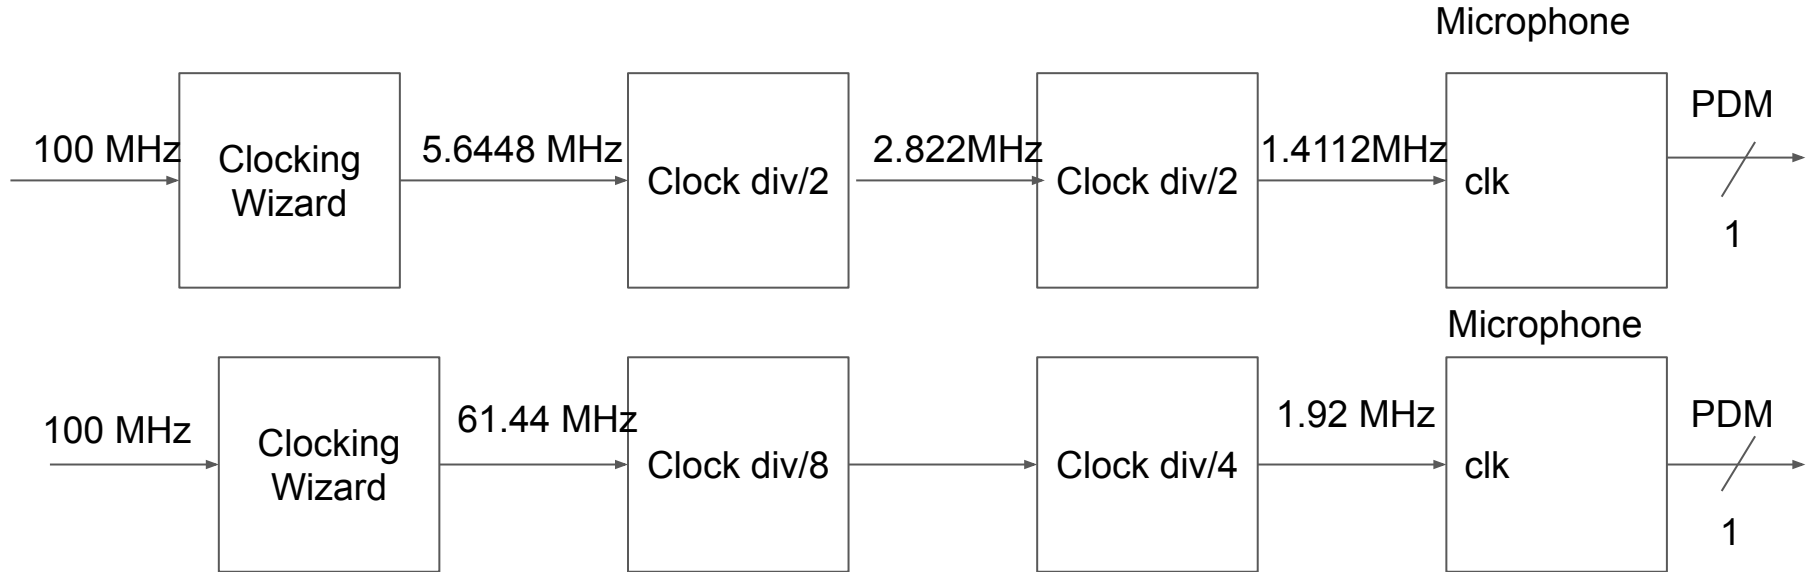 Microphone
100 MHz
Clocking
Wizard
5.6448 MHz
Clock div/2
2.822MHz
Clock div/2
1.4112MHz
clk
PDM
1
Microphone
100 MHz
Clocking
Wizard
61.44 MHz
Clock div/8
Clock div/4
1.92 MHz
clk
PDM
1